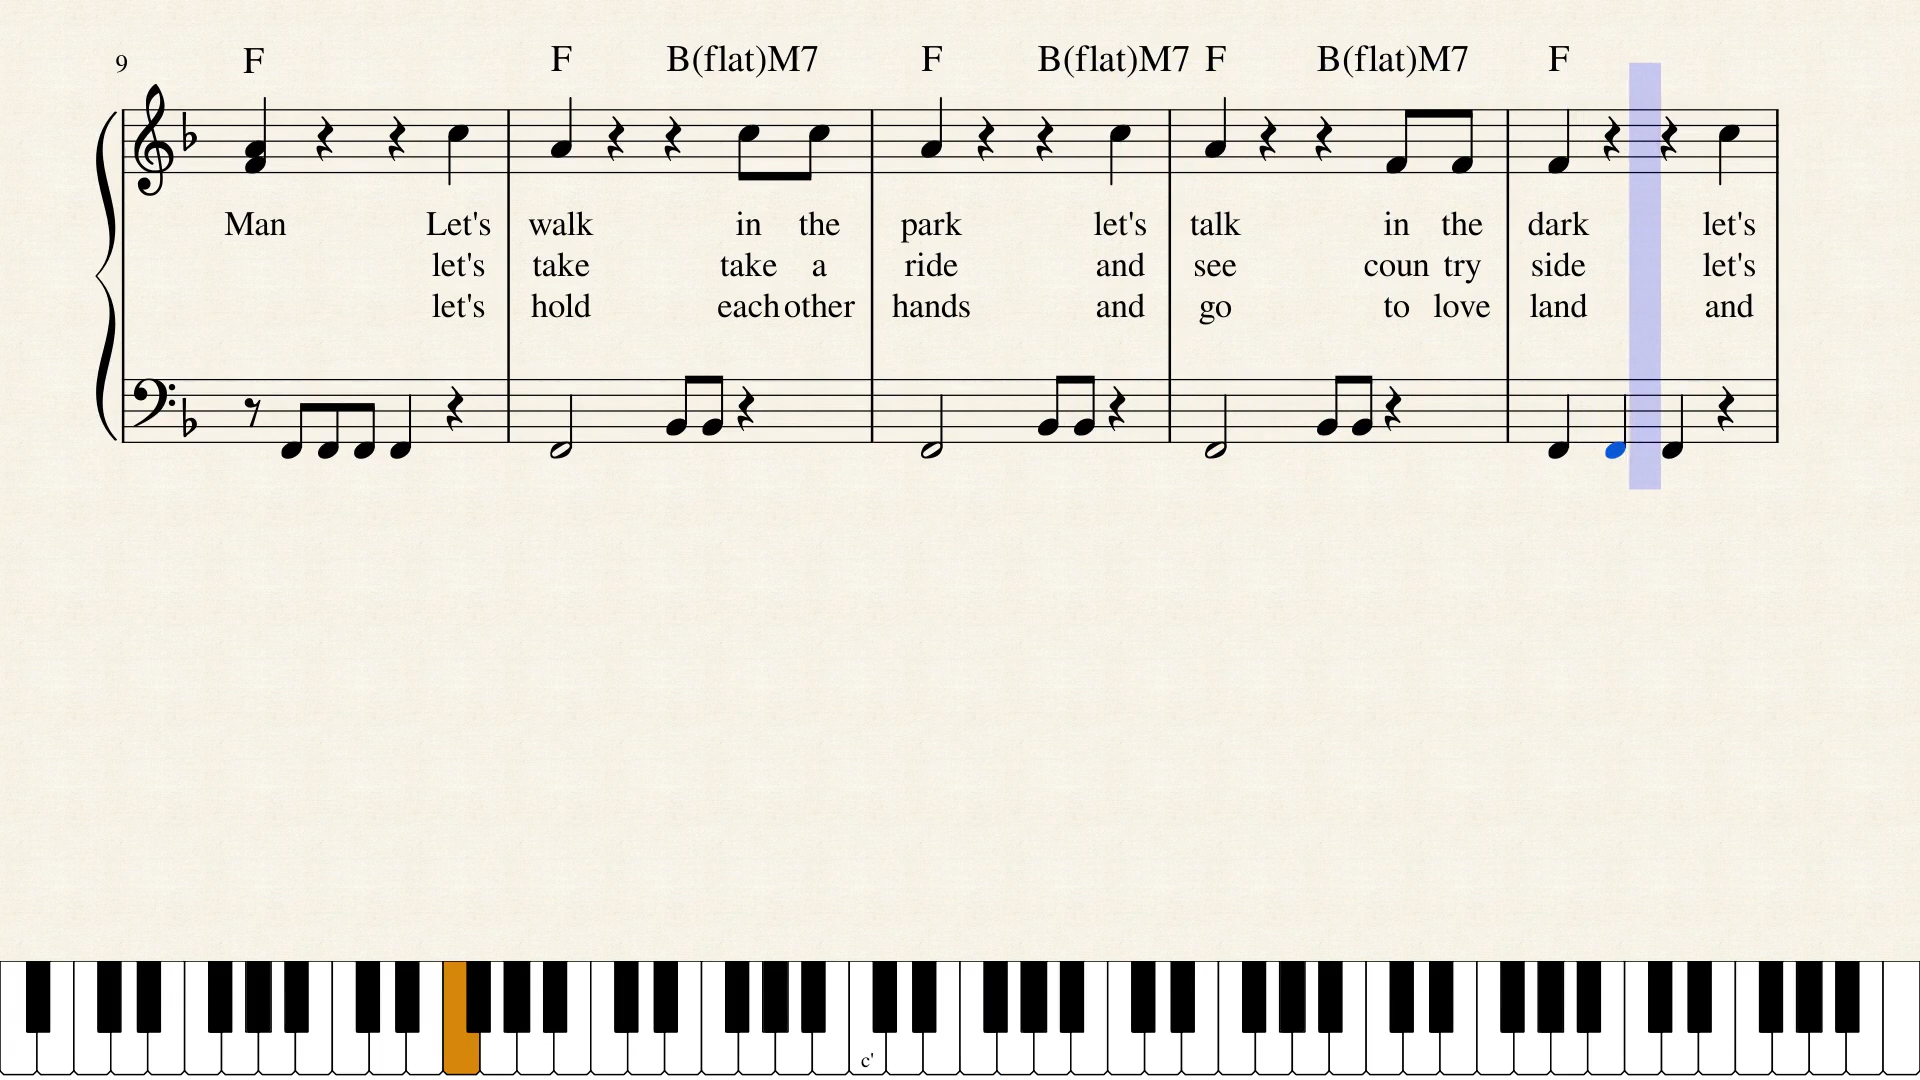 9 F F B(flat)M7 F B(flat)M7 F B(flat)M7 F
Man Let's walk in the park let's talk in the dark let's
let's take take a ride and see coun try side let's
let's hold each other hands and go to love land and
c'